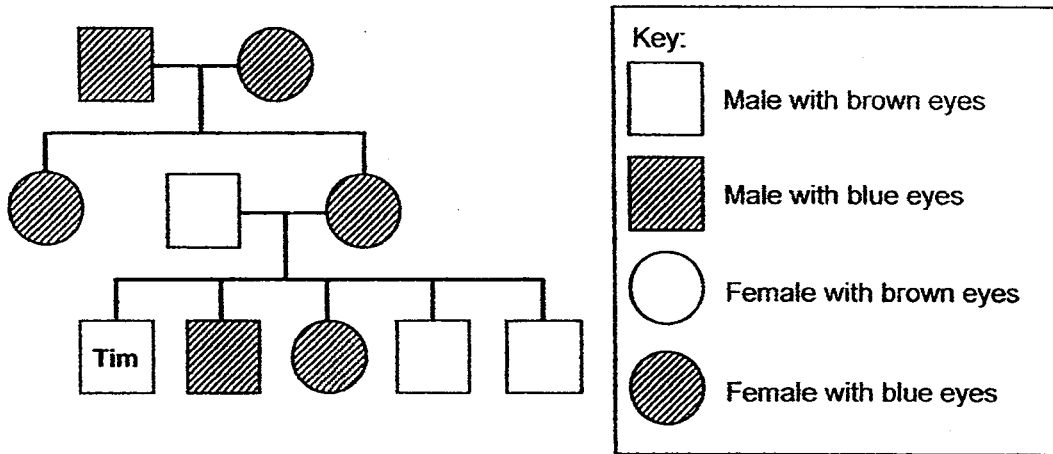 Key:
Male with brown eyes
Male with blue eyes
Female with brown eyes
Female with blue eyes
Tim